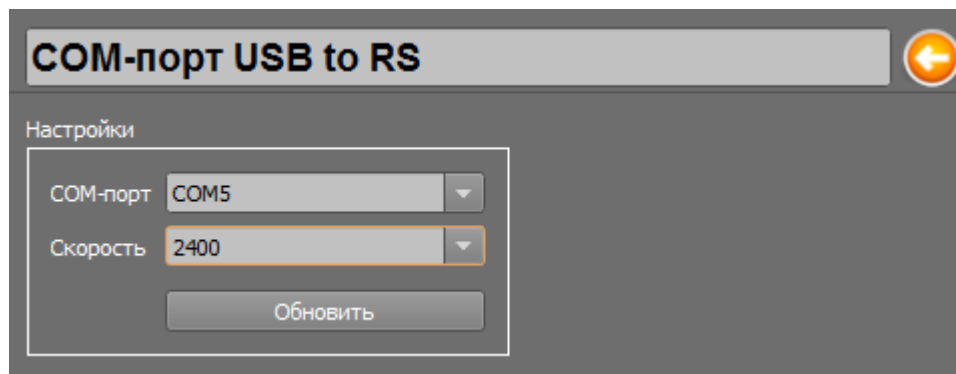 COM-порт USB to RS
Настройки
COM-порт COM5
Скорость 2400
Обновить